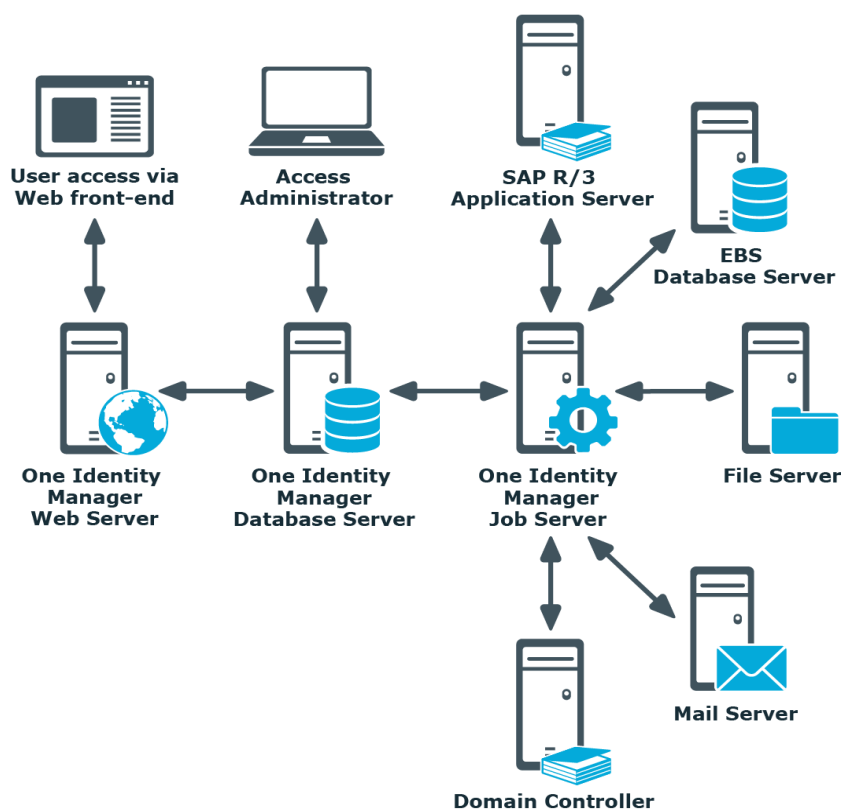 User access via
Web front-end
Access
Administrator
SAP R/3
Application Server
EBS
Database Server
One Identity
Manager
Web Server
One Identity
Manager
Database Server
One Identity
Manager
Job Server
File Server
Mail Server
Domain Controller